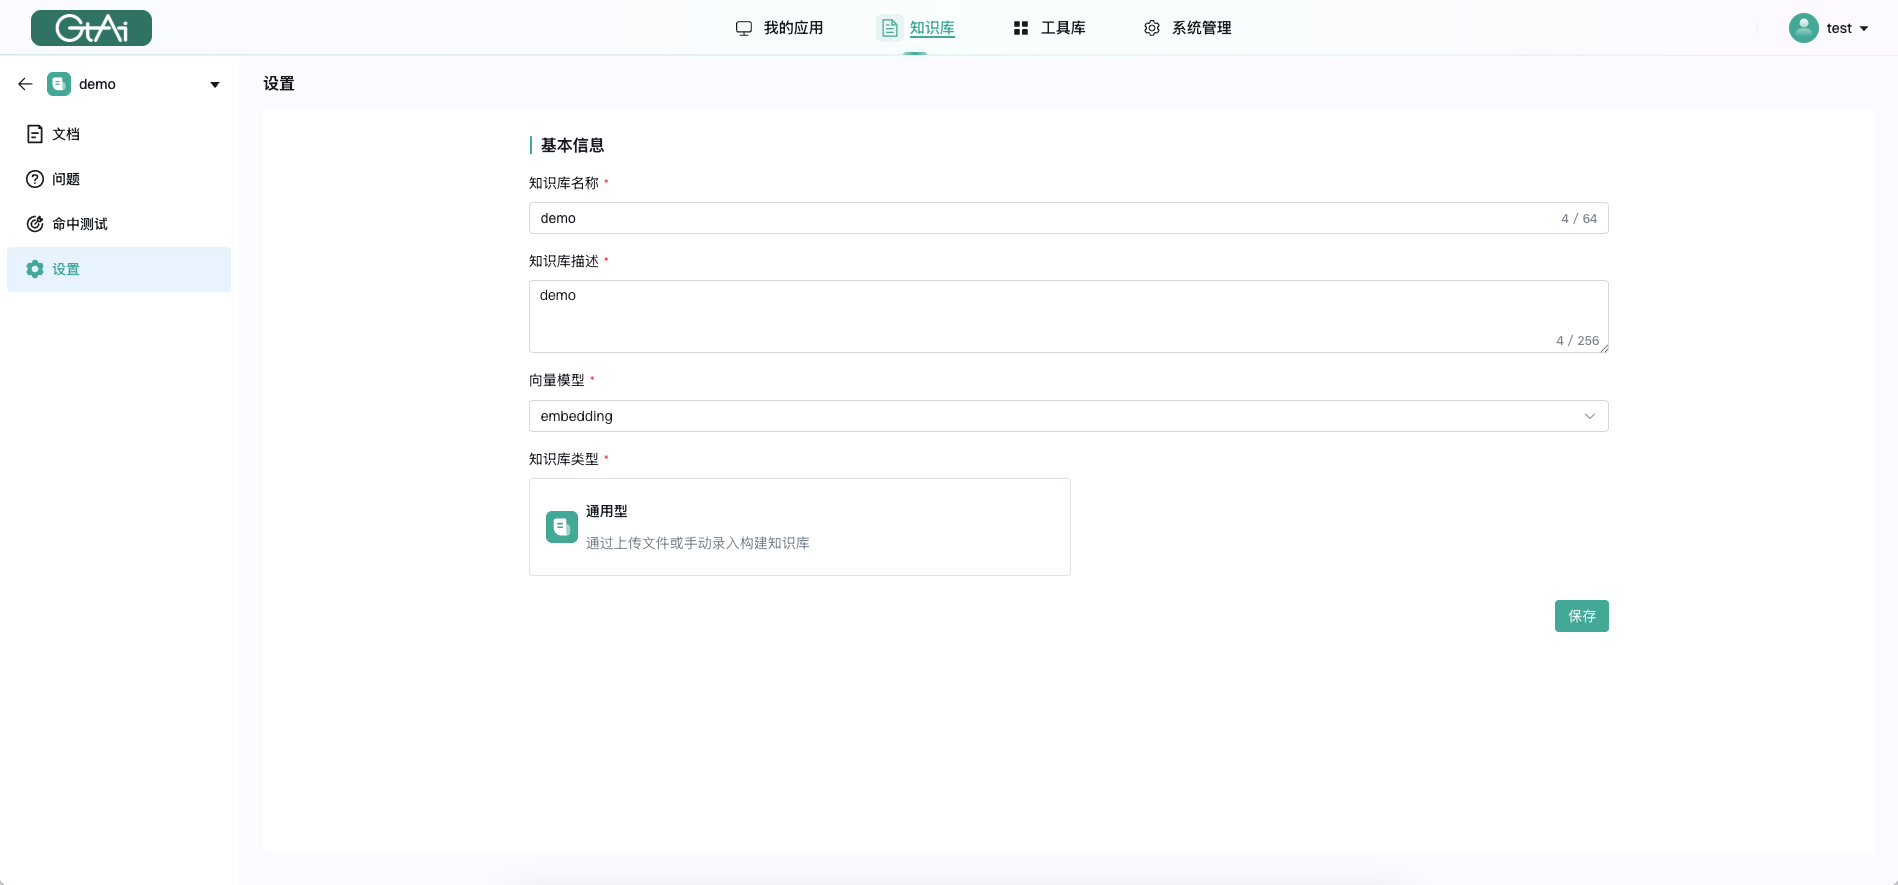 GtAi
我的应用
知识库
工具库
系统管理
test
demo
文档
问题
命中测试
设置
设置
基本信息
知识库名称 *
demo
4 / 64
知识库描述 *
demo
4 / 256
向量模型 *
embedding
知识库类型 *
通用型
通过上传文件或手动录入构建知识库
保存